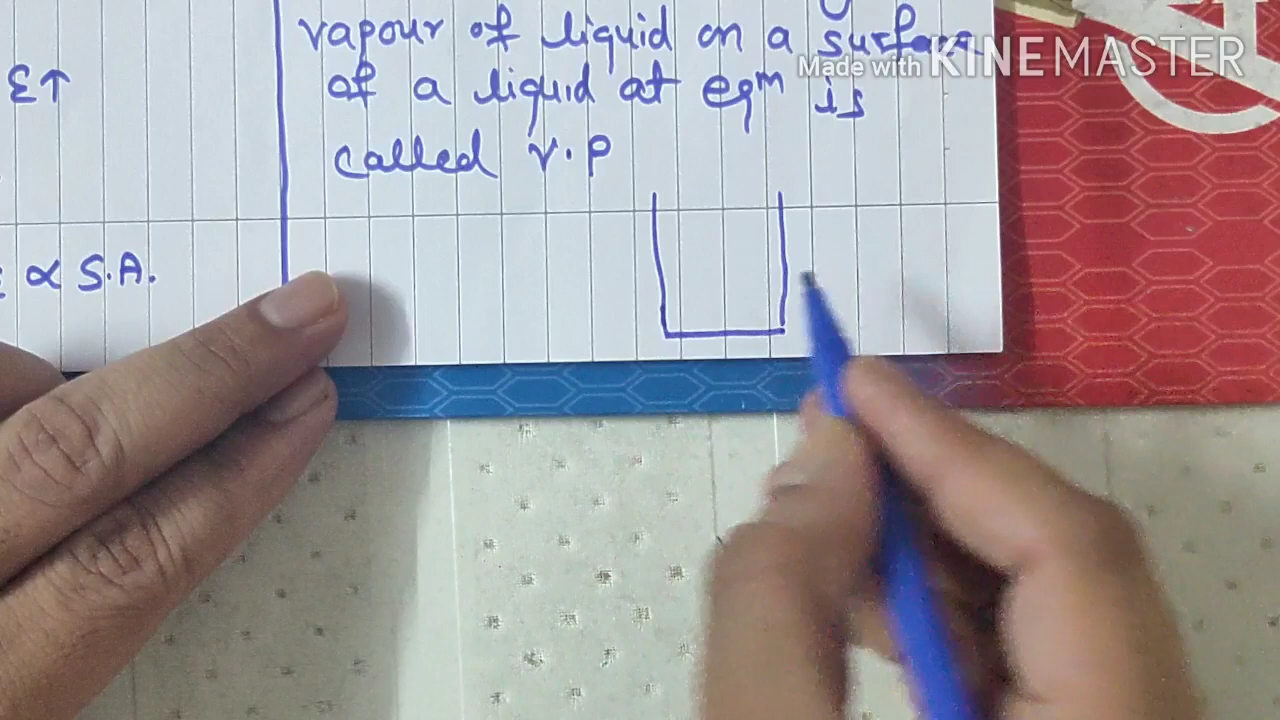 vapour of liquid on a surface
of a liquid at eqm is
called V.P
E↑
∝ S.A.
Made with KINEMASTER